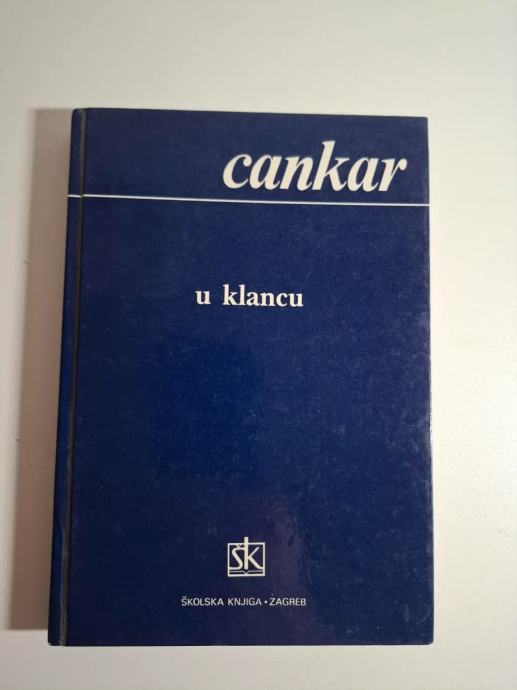 cankar
u klancu
šk
ŠKOLSKA KNJIGA • ZAGREB